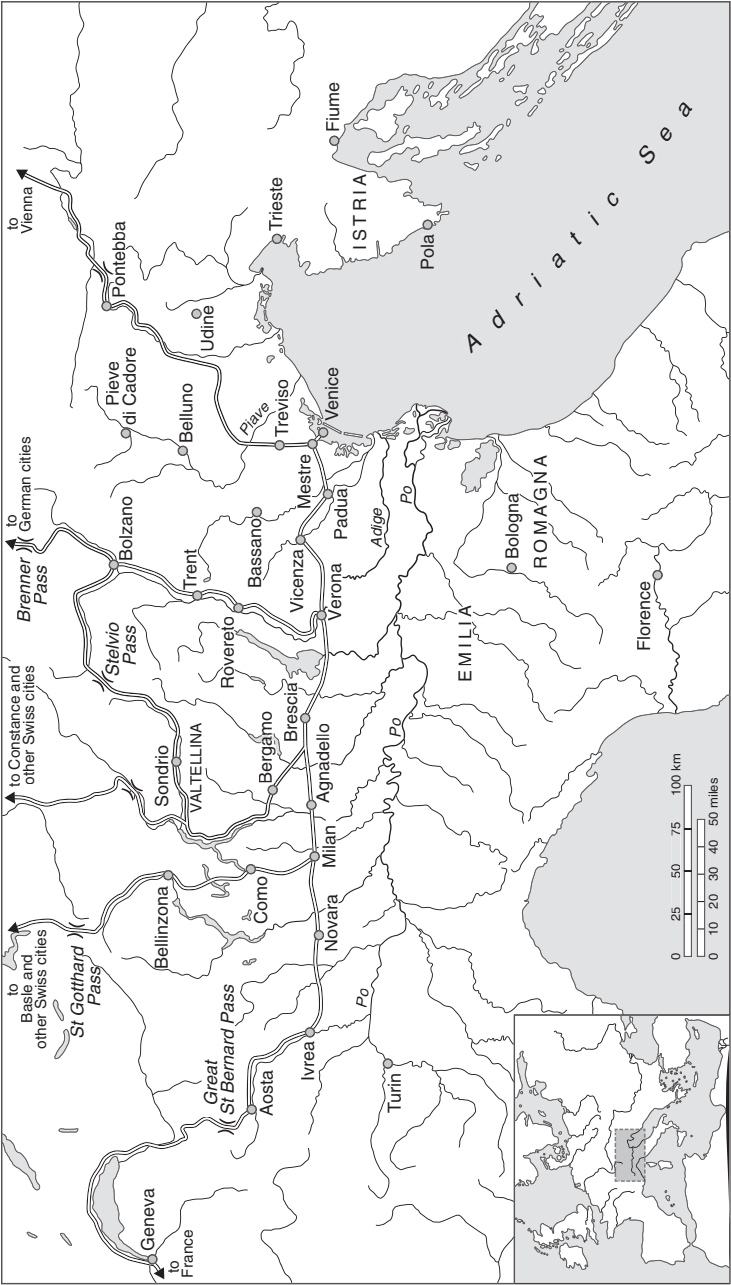 to
Vienna
Pontebba
Fiume
Trieste
ISTRIA
Pola
Udine
Adriatic Sea
Pieve
di Cadore
Belluno
Piave
Treviso
Venice
Mestre
to
German cities
Brenner
Pass
Bolzano
Trent
Bassano
Padua
Vicenza
Rovereto
Verona
Adige
Po
Bologna
ROMAGNA
EMILIA
Florence
Stelvio
Pass
to Constance and
other Swiss cities
Sondrio
VALTELLINA
Bergamo
Brescia
Agnadello
Po
Milan
Como
Bellinzona
to
Basle and
other Swiss cities
St Gotthard
Pass
Novara
Great
St Bernard Pass
Aosta
Ivrea
Po
Turin
Geneva
to
France
0 25 50 75 100 km
0 10 20 30 40 50 miles